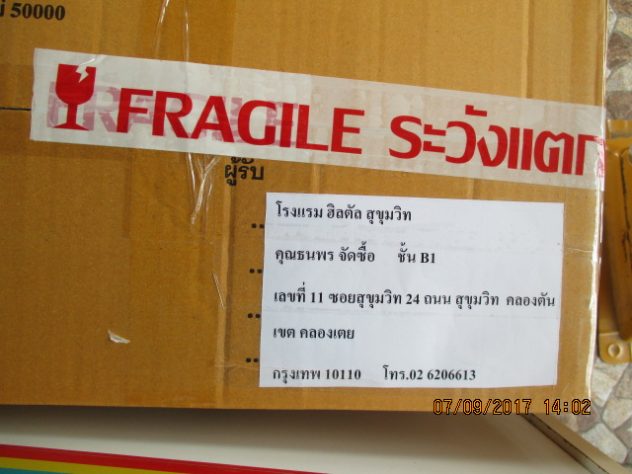 50000
FRAGILE ระวังแตก
ผู้รับ
โรงแรม ฮิลตัล สุขุมวิท
คุณธนพร จัดซื้อ ชั้น B1
เลขที่ 11 ซอยสุขุมวิท 24 ถนน สุขุมวิท คลองตัน
เขต คลองเตย
กรุงเทพ 10110 โทร.02 6206613
07/09/2017 14:02